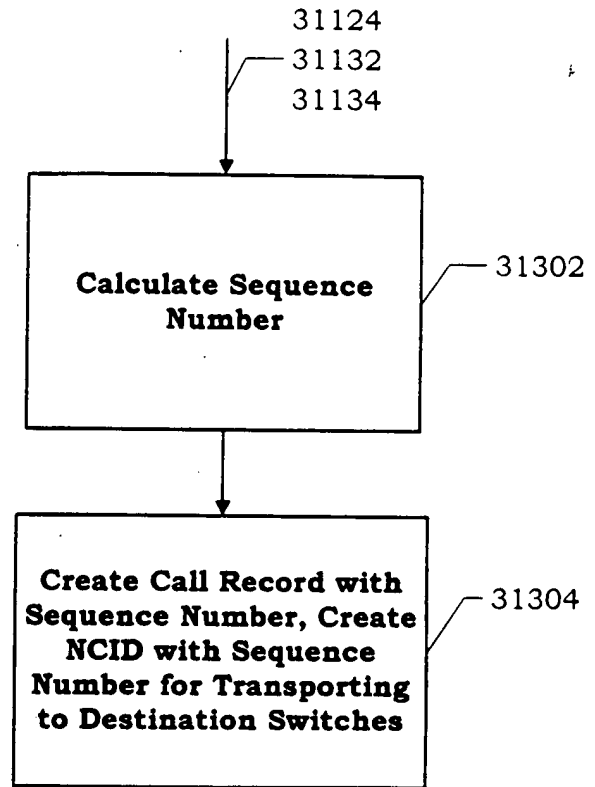 31124
31132
31134
Calculate Sequence
Number
31302
Create Call Record with
Sequence Number, Create
NCID with Sequence
Number for Transporting
to Destination Switches
31304